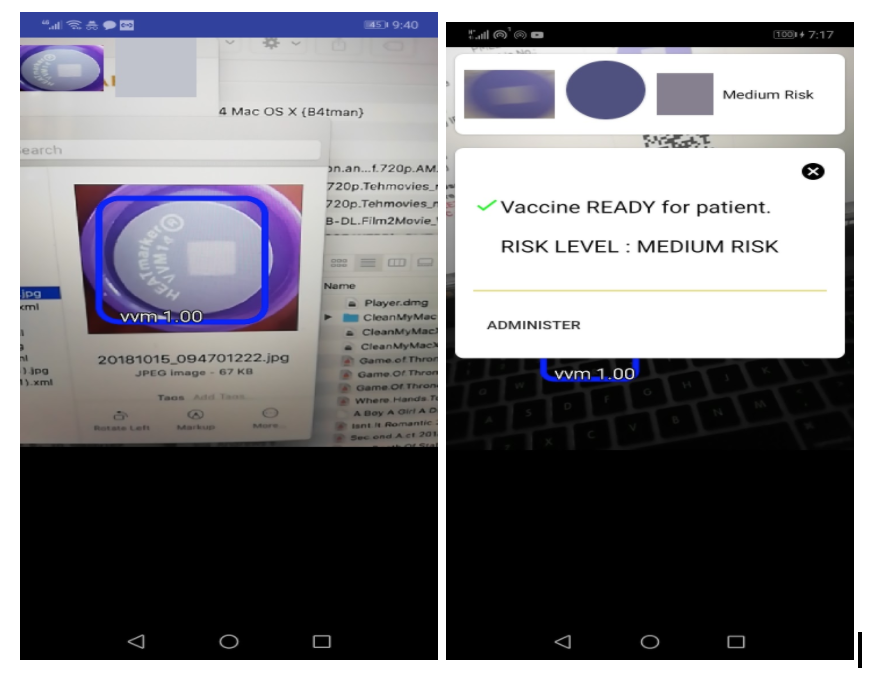 45 9:40
4 Mac OS X {B4tman}
earch
on.an...f.720p.AM.
720p.Tehmovies_
720p.Tehmovies_
B-DL.Film2Movie_
HEATmarker®
VVM14
vvm 1.00
jpg
xml
20181015_094701222.jpg
JPEG image - 67 KB
Tags Add Tags...
Rotate Left Markup More...
).jpg
).xml
Name
Player.dmg
CleanMyMac
CleanMyMac
CleanMyMac
Game.of.Thron
Game.Of.Thron
Game.Of.Thron
Where.Hands.T
A Boy A Girl A D
Isnt It Romantic
Second Act 201
100 7:17
Medium Risk
Vaccine READY for patient.
RISK LEVEL : MEDIUM RISK
ADMINISTER
vvm 1.00